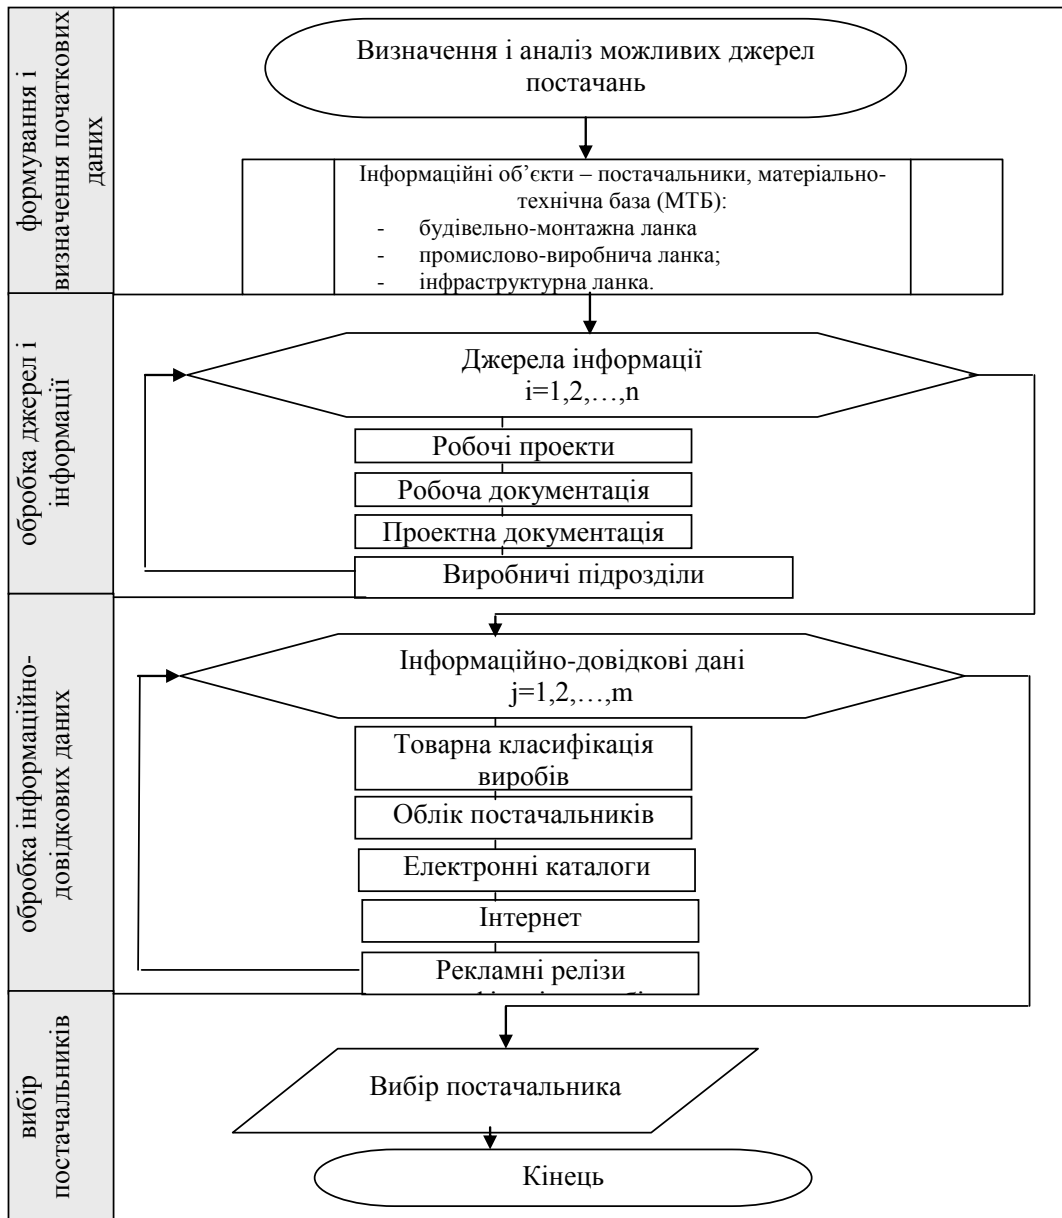 формування і
визначення початкових
даних
Визначення і аналіз можливих джерел
постачань
Інформаційні об’єкти – постачальники, матеріально-
технічна база (МТБ):
- будівельно-монтажна ланка
- промислово-виробнича ланка;
- інфраструктурна ланка.
обробка джерел і
інформації
Джерела інформації
i=1,2,…,n
Робочі проекти
Робоча документація
Проектна документація
Виробничі підрозділи
обробка інформаційно-
довідкових даних
Інформаційно-довідкові дані
j=1,2,…,m
Товарна класифікація
виробів
Облік постачальників
Електронні каталоги
Інтернет
Рекламні релізи
вибір
постачальників
Вибір постачальника
Кінець